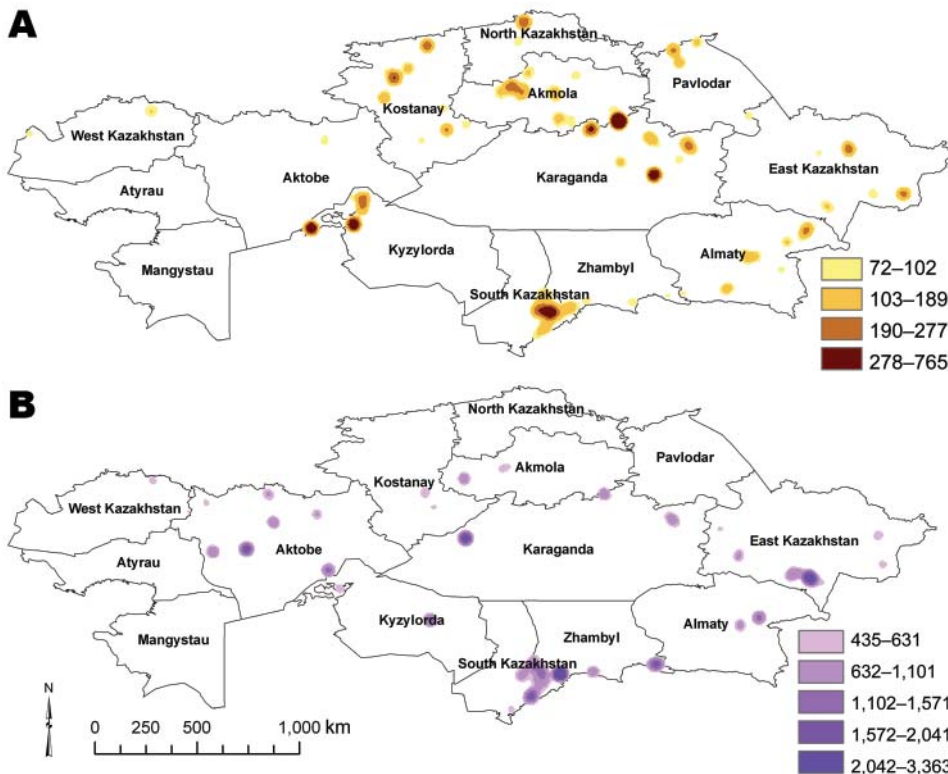 A
North Kazakhstan
Pavlodar
Akmola
Kostanay
West Kazakhstan
East Kazakhstan
Aktobe
Karaganda
Atyrau
Kyzylorda
Almaty
Mangystau
Zhambyl
South Kazakhstan
72–102
103–189
190–277
278–765
B
North Kazakhstan
Pavlodar
Akmola
Kostanay
West Kazakhstan
East Kazakhstan
Aktobe
Karaganda
Atyrau
Kyzylorda
Almaty
Mangystau
Zhambyl
South Kazakhstan
435–631
632–1,101
1,102–1,571
1,572–2,041
2,042–3,363
N
0 250 500 1,000 km